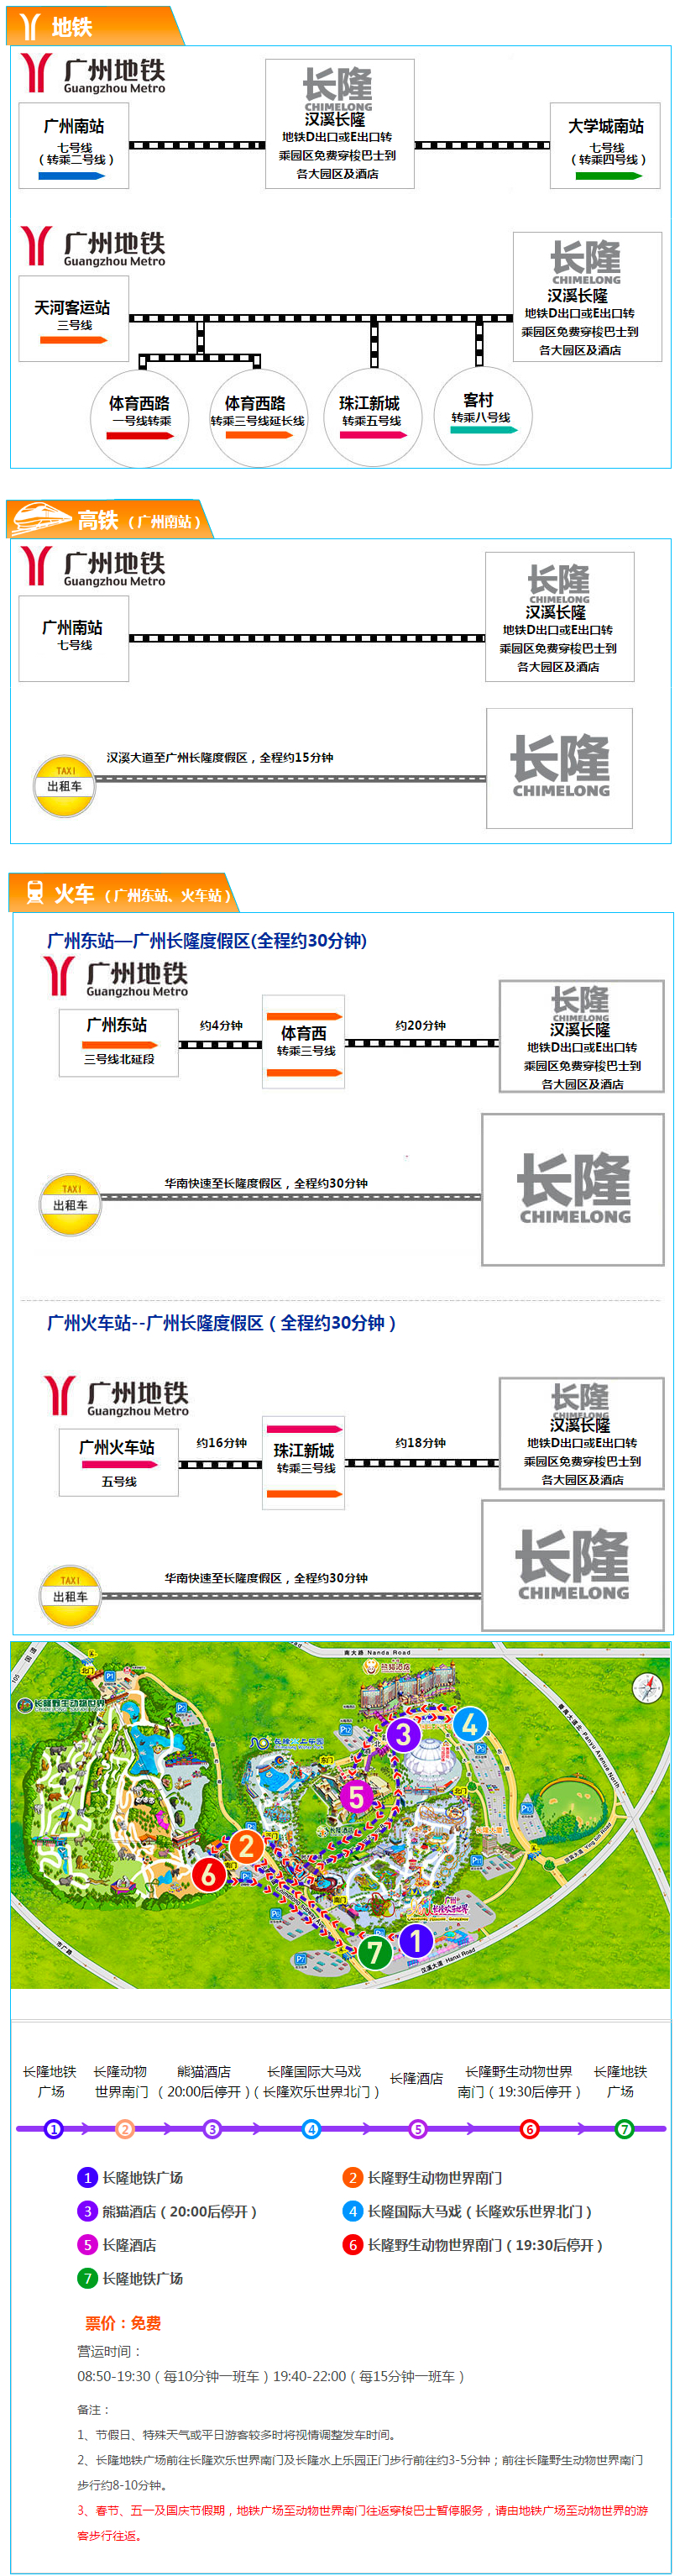 地铁
广州地铁
Guangzhou Metro
广州南站
七号线
（转乘二号线）
长隆
CHIMELONG
汉溪长隆
地铁D出口或E出口转
乘园区免费穿梭巴士到
各大园区及酒店
大学城南站
七号线
（转乘四号线）
广州地铁
Guangzhou Metro
天河客运站
三号线
长隆
CHIMELONG
汉溪长隆
地铁D出口或E出口转
乘园区免费穿梭巴士到
各大园区及酒店
体育西路
一号线转乘
体育西路
转乘三号线延长线
珠江新城
转乘五号线
客村
转乘八号线
高铁（广州南站）
广州地铁
Guangzhou Metro
广州南站
七号线
长隆
CHIMELONG
汉溪长隆
地铁D出口或E出口转
乘园区免费穿梭巴士到
各大园区及酒店
TAXI
出租车
汉溪大道至广州长隆度假区，全程约15分钟
长隆
CHIMELONG
火车（广州东站、火车站）
广州东站—广州长隆度假区(全程约30分钟)
广州地铁
Guangzhou Metro
广州东站
三号线北延段
约4分钟
体育西
转乘三号线
约20分钟
长隆
CHIMELONG
汉溪长隆
地铁D出口或E出口转
乘园区免费穿梭巴士到
各大园区及酒店
TAXI
出租车
华南快速至长隆度假区，全程约30分钟
长隆
CHIMELONG
广州火车站--广州长隆度假区（全程约30分钟）
广州地铁
Guangzhou Metro
广州火车站
五号线
约16分钟
珠江新城
转乘三号线
约18分钟
长隆
CHIMELONG
汉溪长隆
地铁D出口或E出口转
乘园区免费穿梭巴士到
各大园区及酒店
TAXI
出租车
华南快速至长隆度假区，全程约30分钟
长隆
CHIMELONG
南大路 Nanda Road
105 国道
北门
熊猫酒店
长隆野生动物世界
番禺大道北 Panyu Avenue North
东门
北门
长隆酒店
南门
长隆欢乐世界
汉溪大道 Hanxi Road
市广路
1
2
3
4
5
6
7
长隆地铁
广场
长隆动物
世界南门
熊猫酒店
（20:00后停开）
长隆国际大马戏
（长隆欢乐世界北门）
长隆酒店
长隆野生动物世界
南门（19:30后停开）
长隆地铁
广场
1 2 3 4 5 6 7
1 长隆地铁广场
2 长隆野生动物世界南门
3 熊猫酒店（20:00后停开）
4 长隆国际大马戏（长隆欢乐世界北门）
5 长隆酒店
6 长隆野生动物世界南门（19:30后停开）
7 长隆地铁广场
票价：免费
营运时间：
08:50-19:30（每10分钟一班车）19:40-22:00（每15分钟一班车）
备注：
1、节假日、特殊天气或平日游客较多时将视情调整发车时间。
2、长隆地铁广场前往长隆欢乐世界南门及长隆水上乐园正门步行前往约3-5分钟；前往长隆野生动物世界南门
步行约8-10分钟。
3、春节、五一及国庆节假期，地铁广场至动物世界南门往返穿梭巴士暂停服务，请由地铁广场至动物世界的游
客步行往返。